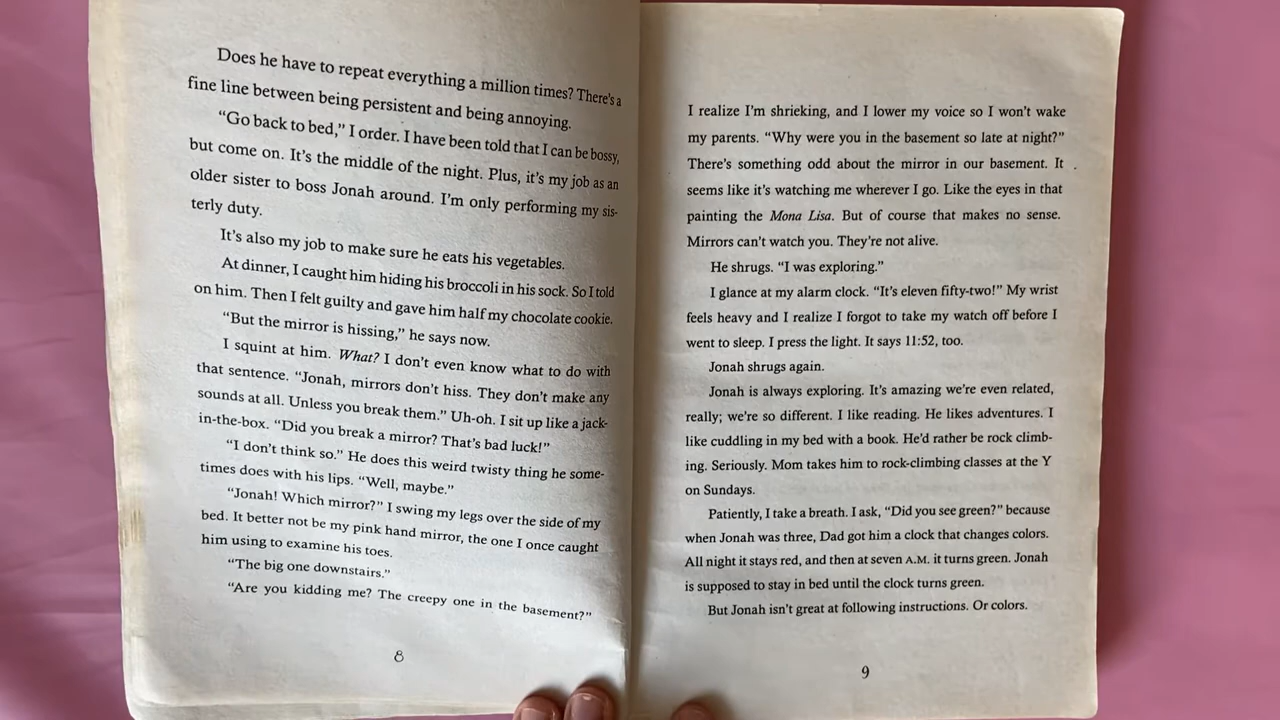 Does he have to repeat everything a million times? There's a
fine line between being persistent and being annoying.
“Go back to bed,” I order. I have been told that I can be bossy,
but come on. It's the middle of the night. Plus, it's my job as an
older sister to boss Jonah around. I'm only performing my sis-
terly duty.
It's also my job to make sure he eats his vegetables.
At dinner, I caught him hiding his broccoli in his sock. So I told
on him. Then I felt guilty and gave him half my chocolate cookie.
“But the mirror is hissing,” he says now.
I squint at him. What? I don't even know what to do with
that sentence. “Jonah, mirrors don't hiss. They don't make any
sounds at all. Unless you break them.” Uh-oh. I sit up like a jack-
in-the-box. “Did you break a mirror? That's bad luck!”
“I don't think so.” He does this weird twisty thing he some-
times does with his lips. “Well, maybe.”
“Jonah! Which mirror?” I swing my legs over the side of my
bed. It better not be my pink hand mirror, the one I once caught
him using to examine his toes.
“The big one downstairs.”
“Are you kidding me? The creepy one in the basement?”
8
I realize I'm shrieking, and I lower my voice so I won't wake
my parents. “Why were you in the basement so late at night?”
There's something odd about the mirror in our basement. It
seems like it's watching me wherever I go. Like the eyes in that
painting the Mona Lisa. But of course that makes no sense.
Mirrors can't watch you. They're not alive.
He shrugs. “I was exploring.”
I glance at my alarm clock. “It's eleven fifty-two!” My wrist
feels heavy and I realize I forgot to take my watch off before I
went to sleep. I press the light. It says 11:52, too.
Jonah shrugs again.
Jonah is always exploring. It's amazing we're even related,
really; we're so different. I like reading. He likes adventures. I
like cuddling in my bed with a book. He'd rather be rock climb-
ing. Seriously. Mom takes him to rock-climbing classes at the Y
on Sundays.
Patiently, I take a breath. I ask, “Did you see green?” because
when Jonah was three, Dad got him a clock that changes colors.
All night it stays red, and then at seven A.M. it turns green. Jonah
is supposed to stay in bed until the clock turns green.
But Jonah isn't great at following instructions. Or colors.
9